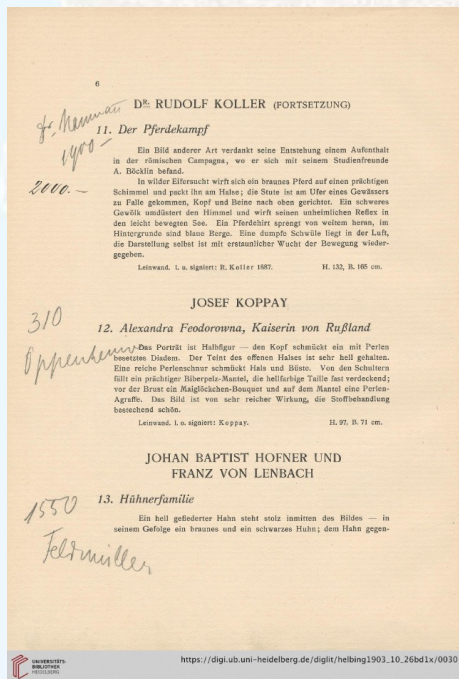 6
DR. RUDOLF KOLLER (FORTSETZUNG)
1900 —
11. Der Pferdekampf
Ein Bild anderer Art verdankt seine Entstehung einem Aufenthalt
in der römischen Campagna, wo er sich mit seinem Studienfreunde
A. Böcklin befand.
2000. —
In wilder Eifersucht wirft sich ein braunes Pferd auf einen prächtigen
Schimmel und packt ihn am Halse; die Stute ist am Ufer eines Gewässers
zu Falle gekommen, Kopf und Beine nach oben gerichtet. Ein schweres
Gewölk umdüstert den Himmel und wirft seinen unheimlichen Reflex in
den leicht bewegten See. Ein Pferdehirt sprengt von weitem heran, im
Hintergrunde sind blaue Berge. Eine dumpfe Schwüle liegt in der Luft,
die Darstellung selbst ist mit erstaunlicher Wucht der Bewegung wieder-
gegeben.
Leinwand. l. u. signiert: R. Koller 1887. H. 132, B. 165 cm.
JOSEF KOPPAY
310
Oppenheim
12. Alexandra Feodorowna, Kaiserin von Rußland
Das Porträt ist Halbfigur — den Kopf schmückt ein mit Perlen
besetztes Diadem. Der Teint des offenen Halses ist sehr hell gehalten.
Eine reiche Perlenschnur schmückt Hals und Büste. Von den Schultern
fällt ein prächtiger Biberpelz-Mantel, die hellfarbige Taille fast verdeckend;
vor der Brust ein Maiglöckchen-Bouquet und auf dem Mantel eine Perlen-
Agraffe. Das Bild ist von sehr reicher Wirkung, die Stoffbehandlung
bestechend schön.
Leinwand. l. o. signiert: Koppay. H. 97, B. 71 cm.
JOHAN BAPTIST HOFNER UND
FRANZ VON LENBACH
1550
Feldmüller
13. Hühnerfamilie
Ein hell gefiederter Hahn steht stolz inmitten des Bildes — in
seinem Gefolge ein braunes und ein schwarzes Huhn; dem Hahn gegen-
UNIVERSITÄTS-
BIBLIOTHEK
HEIDELBERG
https://digi.ub.uni-heidelberg.de/diglit/helbing1903_10_26bd1x/0030